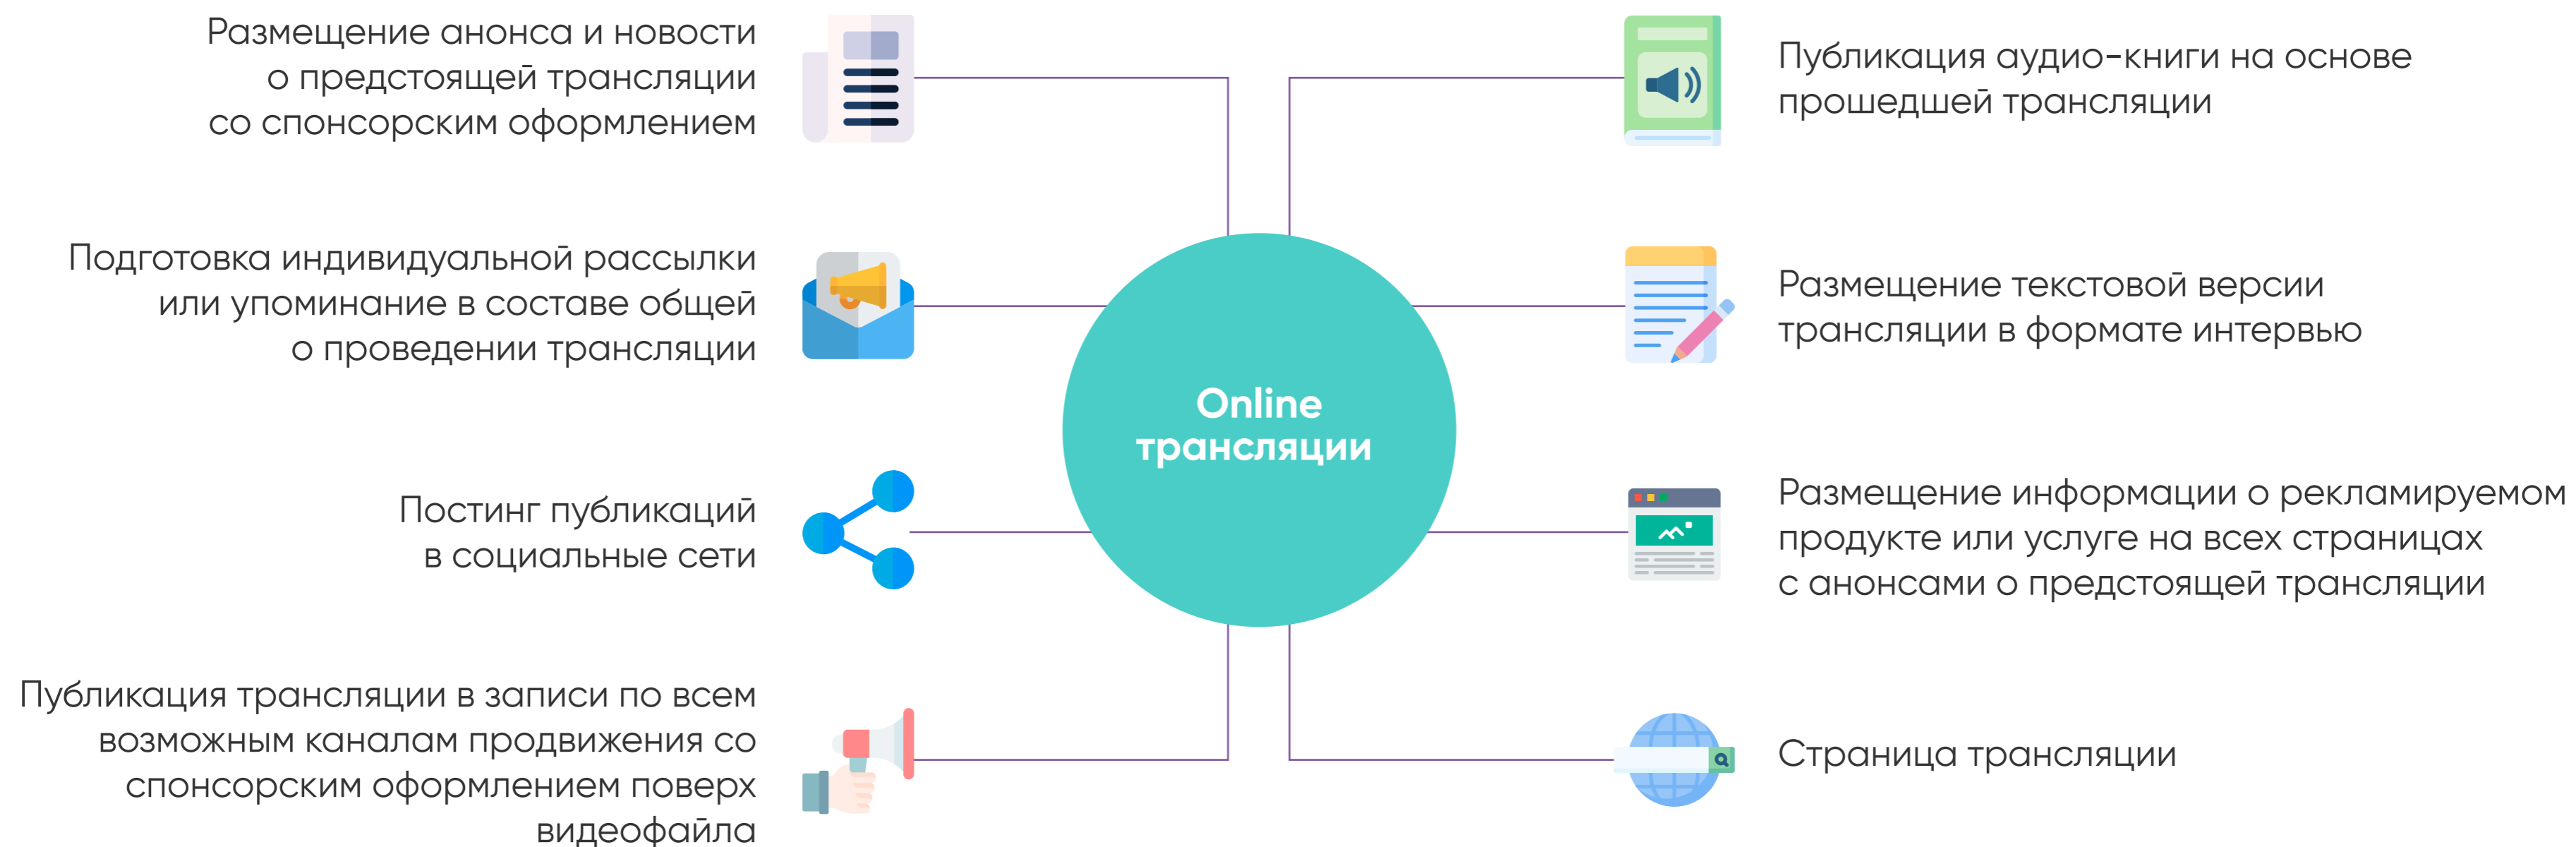 Размещение анонса и новости
о предстоящей трансляции
со спонсорским оформлением
Подготовка индивидуальной рассылки
или упоминание в составе общей
о проведении трансляции
Постинг публикаций
в социальные сети
Публикация трансляции в записи по всем
возможным каналам продвижения со
спонсорским оформлением поверх
видеофайла
Online
трансляции
Публикация аудио-книги на основе
прошедшей трансляции
Размещение текстовой версии
трансляции в формате интервью
Размещение информации о рекламируемом
продукте или услуге на всех страницах
с анонсами о предстоящей трансляции
Страница трансляции